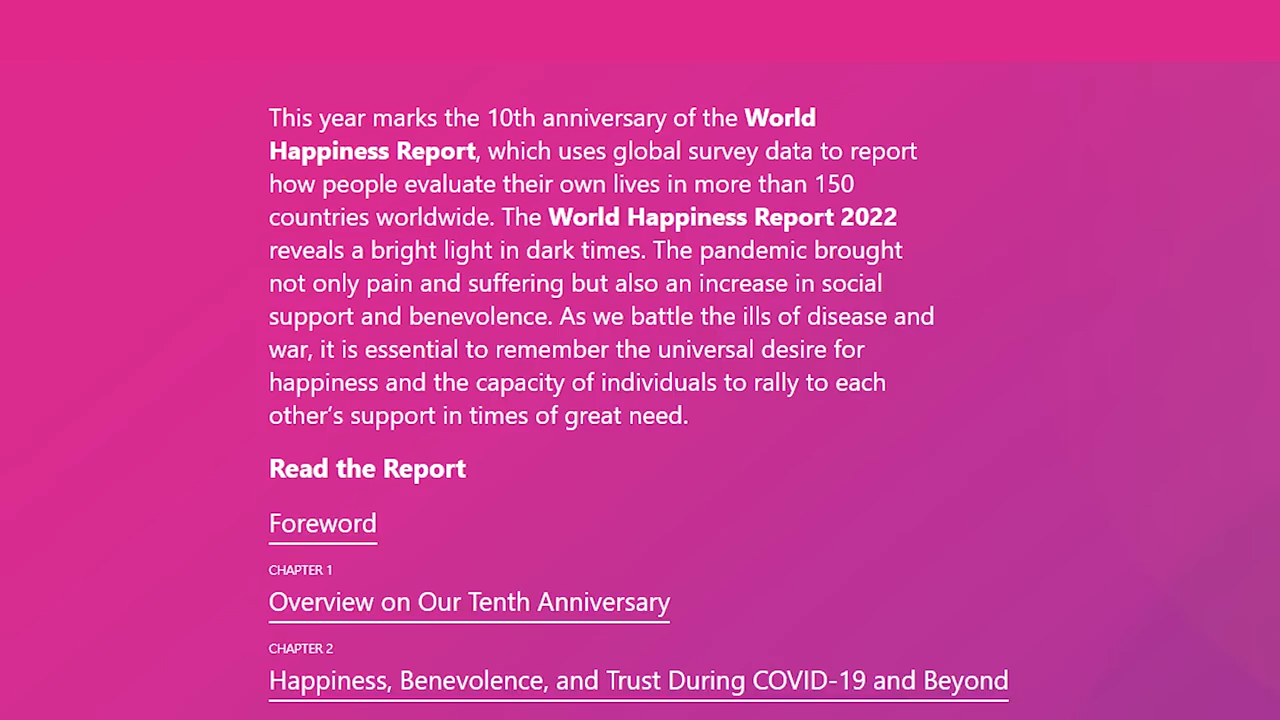 This year marks the 10th anniversary of the World
Happiness Report, which uses global survey data to report
how people evaluate their own lives in more than 150
countries worldwide. The World Happiness Report 2022
reveals a bright light in dark times. The pandemic brought
not only pain and suffering but also an increase in social
support and benevolence. As we battle the ills of disease and
war, it is essential to remember the universal desire for
happiness and the capacity of individuals to rally to each
other‘s support in times of great need.
Read the Report
Foreword
CHAPTER 1
Overview on Our Tenth Anniversary
CHAPTER 2
Happiness, Benevolence, and Trust During COVID-19 and Beyond